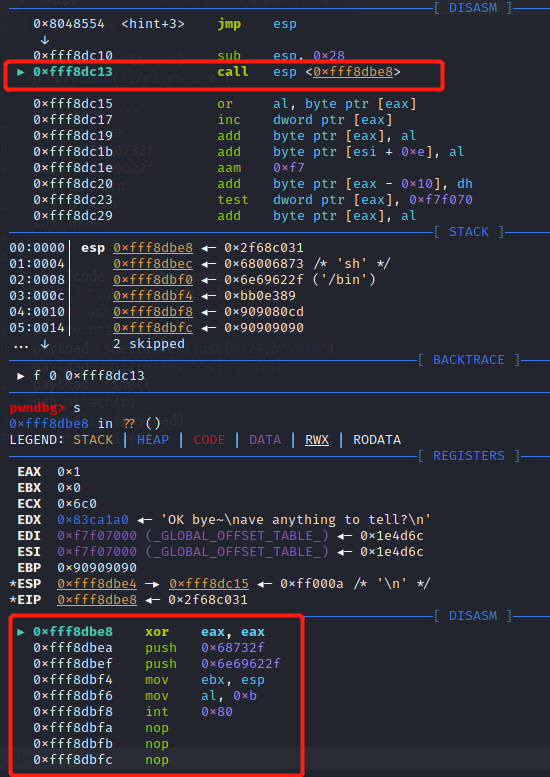 [ DISASM ]
0×8048554 <hint+3> jmp esp
↓
0×fff8dc10 sub esp, 0×28
► 0×fff8dc13 call esp <0×fff8dbe8>
0×fff8dc15 or al, byte ptr [eax]
0×fff8dc17 inc dword ptr [eax]
0×fff8dc19 add byte ptr [eax], al
0×fff8dc1b add byte ptr [esi + 0×e], al
0×fff8dc1e aam 0×f7
0×fff8dc20 add byte ptr [eax - 0×10], dh
0×fff8dc23 test dword ptr [eax], 0×f7f070
0×fff8dc29 add byte ptr [eax], al
[ STACK ]
00:0000│ esp 0×fff8dbe8 ◂— 0×2f68c031
01:0004│ 0×fff8dbec ◂— 0×68006873 /* 'sh' */
02:0008│ 0×fff8dbf0 ◂— 0×6e69622f ('/bin')
03:000c│ 0×fff8dbf4 ◂— 0×bb0e389
04:0010│ 0×fff8dbf8 ◂— 0×909080cd
05:0014│ 0×fff8dbfc ◂— 0×90909090
... ↓ 2 skipped
[ BACKTRACE
► f 0 0×fff8dc13
pwndbg> s
0×fff8dbe8 in ?? ()
LEGEND: STACK | HEAP | CODE | DATA | RWX | RODATA
[ REGISTERS ]
EAX 0×1
EBX 0×0
ECX 0×6c0
EDX 0×83ca1a0 ◂— 'OK bye~\nave anything to tell?\n'
EDI 0×f7f07000 (_GLOBAL_OFFSET_TABLE_) ◂— 0×1e4d6c
ESI 0×f7f07000 (_GLOBAL_OFFSET_TABLE_) ◂— 0×1e4d6c
EBP 0×90909090
*ESP 0×fff8dbe4 —▸ 0×fff8dc15 ◂— 0×ff000a /* '\n' */
*EIP 0×fff8dbe8 ◂— 0×2f68c031
[ DISASM ]
► 0×fff8dbe8 xor eax, eax
0×fff8dbea push 0×68732f
0×fff8dbef push 0×6e69622f
0×fff8dbf4 mov ebx, esp
0×fff8dbf6 mov al, 0×b
0×fff8dbf8 int 0×80
0×fff8dbfa nop
0×fff8dbfb nop
0×fff8dbfc nop